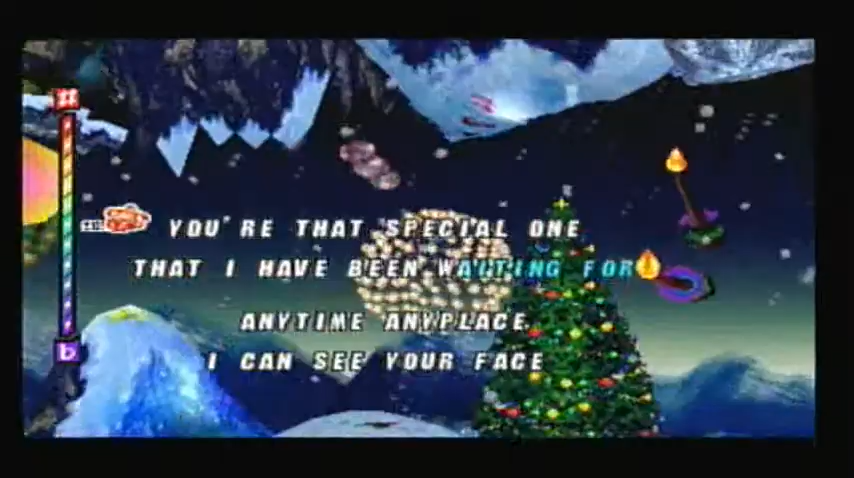 #
YOU'RE THAT SPECIAL ONE
THAT I HAVE BEEN WAITING FOR
ANYTIME ANYPLACE
I CAN SEE YOUR FACE
b